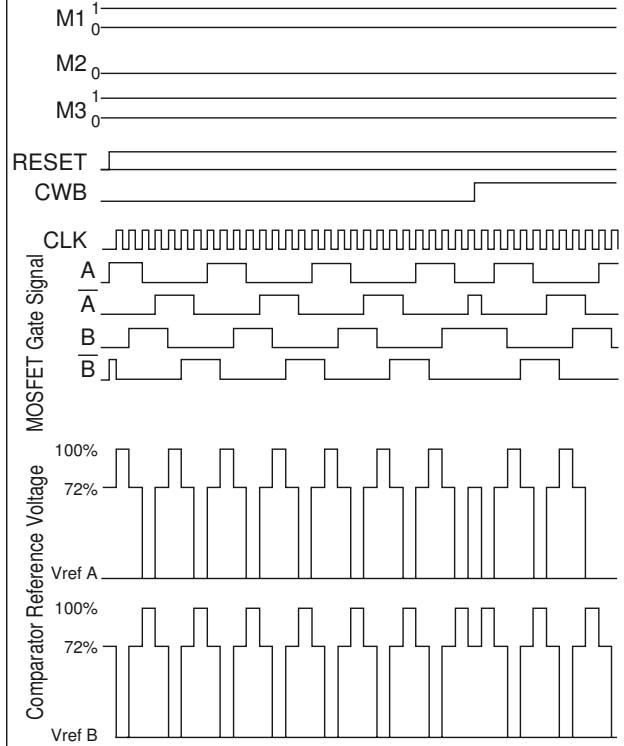 M1 1
0
M2 0
M3 1
0
RESET
CWB
CLK
MOSFET Gate Signal
A
A̅
B
B̅
Comparator Reference Voltage
100%
72%
Vref A
100%
72%
Vref B